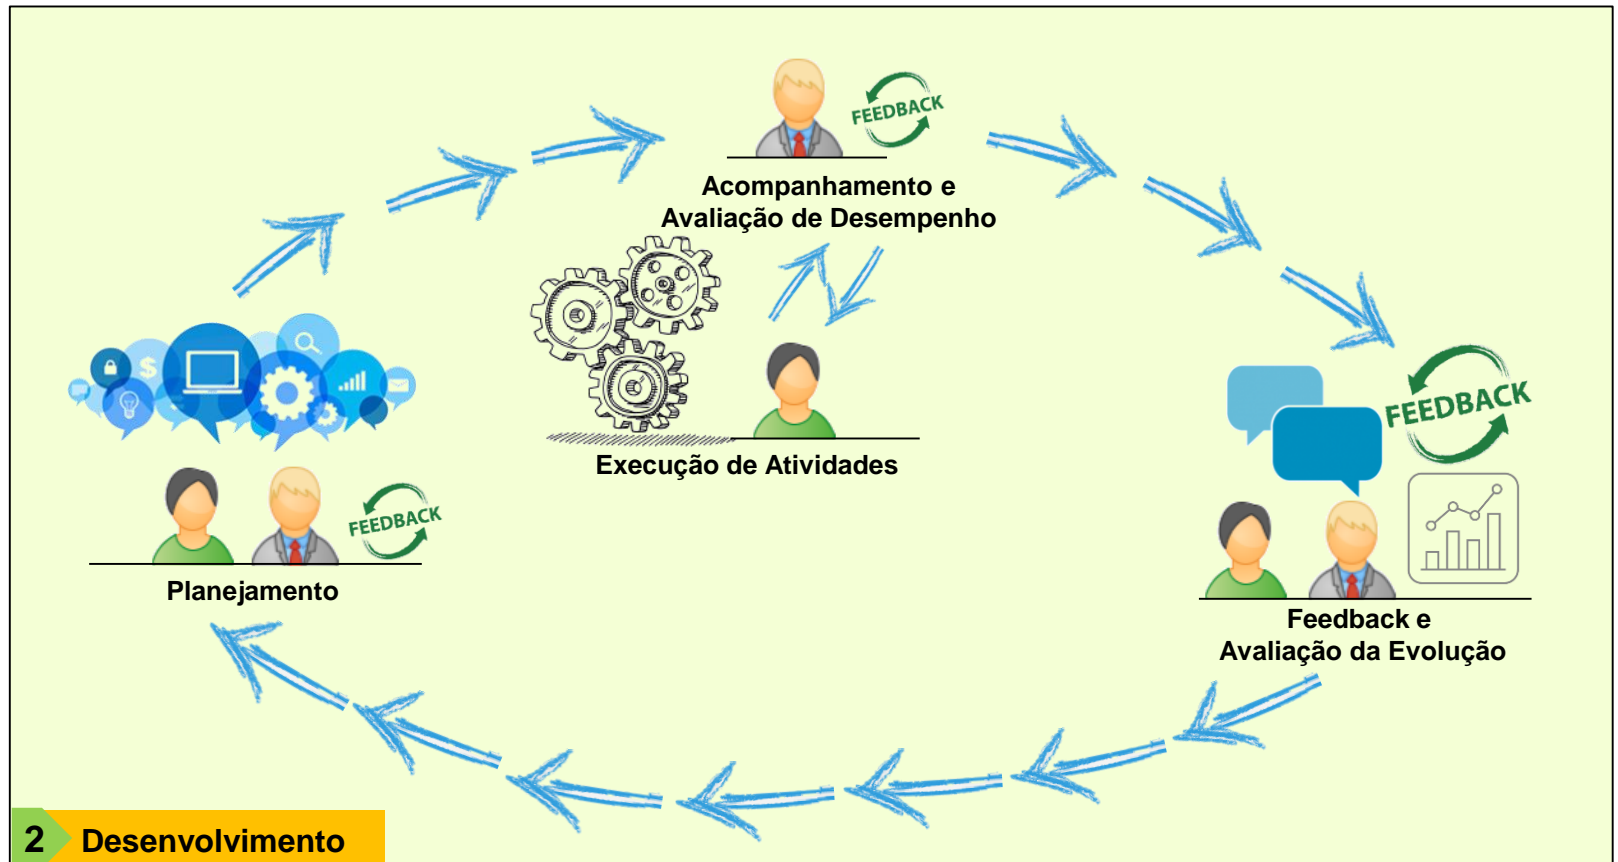 FEEDBACK
Acompanhamento e
Avaliação de Desempenho
$
Execução de Atividades
FEEDBACK
Planejamento
FEEDBACK
Feedback e
Avaliação da Evolução
2 Desenvolvimento